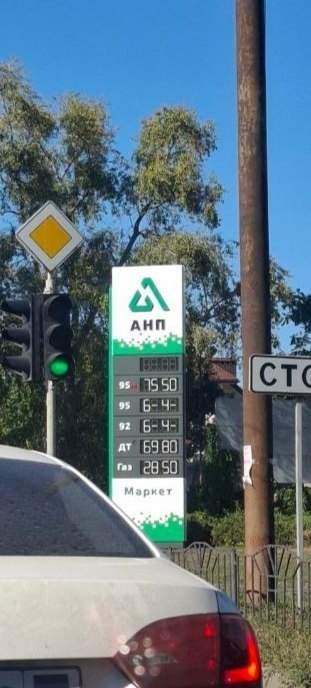 АНП
95 75 50
95 6-4-
92 6-4-
ДТ 69 80
Газ 28 50
Маркет
СТО